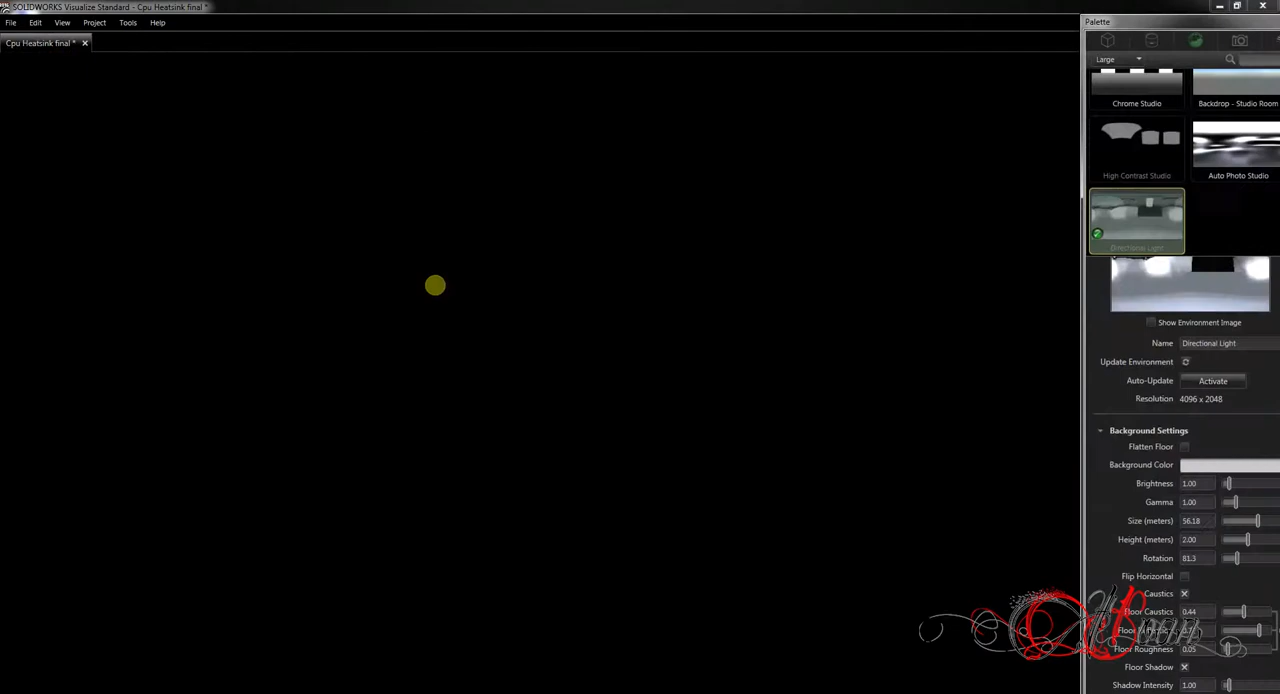 SOLIDWORKS Visualize Standard - Cpu Heatsink final *
File Edit View Project Tools Help
Palette
Cpu Heatsink final *
Large
Chrome Studio
Backdrop - Studio Room
High Contrast Studio
Auto Photo Studio
Directional Light
Show Environment Image
Name Directional Light
Update Environment
Auto-Update Activate
Resolution 4096 x 2048
Background Settings
Flatten Floor
Background Color
Brightness 1.00
Gamma 1.00
Size (meters) 56.18
Height (meters) 2.00
Rotation 81.3
Flip Horizontal
Caustics
Floor Caustics 0.44
Floor
Floor Roughness 0.05
Floor Shadow
Shadow Intensity 1.00